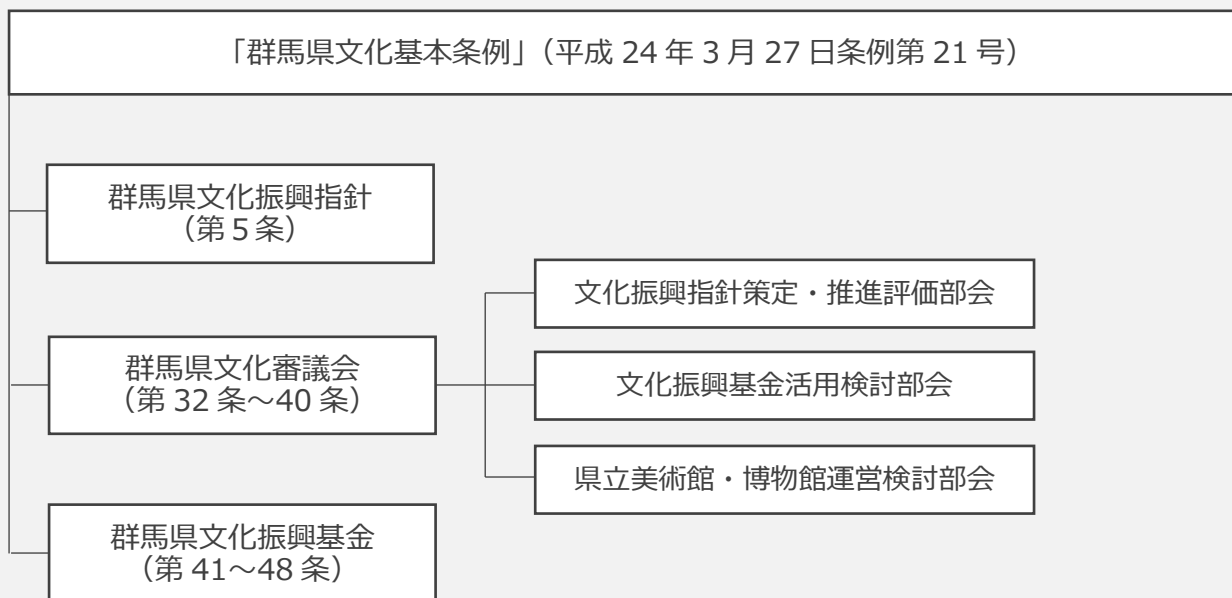 「群馬県文化基本条例」（平成 24 年 3 月 27 日条例第 21 号）
群馬県文化振興指針
（第 5 条）
群馬県文化審議会
（第 32 条～40 条）
文化振興指針策定・推進評価部会
文化振興基金活用検討部会
県立美術館・博物館運営検討部会
群馬県文化振興基金
（第 41～48 条）